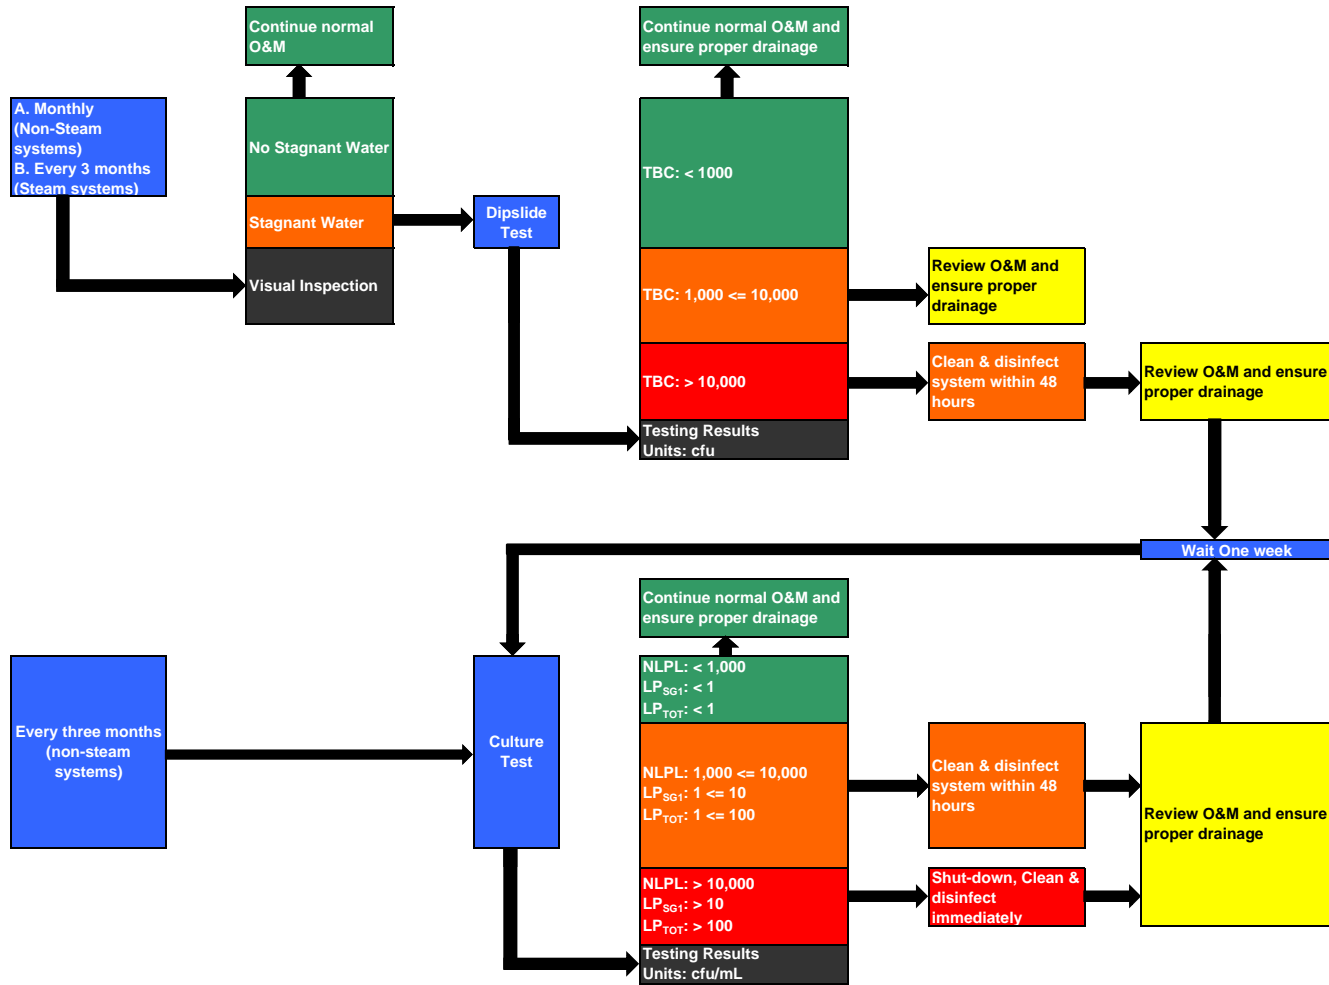 Continue normal
O&M
Continue normal O&M and
ensure proper drainage
A. Monthly
(Non-Steam
systems)
B. Every 3 months
(Steam systems)
No Stagnant Water
Stagnant Water
Visual Inspection
Dipslide
Test
TBC: < 1000
TBC: 1,000 <= 10,000
TBC: > 10,000
Testing Results
Units: cfu
Review O&M and
ensure proper
drainage
Clean & disinfect
system within 48
hours
Review O&M and ensure
proper drainage
Wait One week
Continue normal O&M and
ensure proper drainage
Every three months
(non-steam
systems)
Culture
Test
NLPL: < 1,000
LPSG1: < 1
LPTOT: < 1
NLPL: 1,000 <= 10,000
LPSG1: 1 <= 10
LPTOT: 1 <= 100
NLPL: > 10,000
LPSG1: > 10
LPTOT: > 100
Testing Results
Units: cfu/mL
Clean & disinfect
system within 48
hours
Shut-down, Clean &
disinfect
immediately
Review O&M and ensure
proper drainage